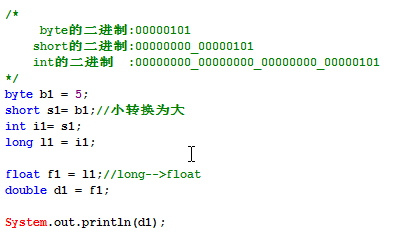 /*
byte的二进制:00000101
short的二进制:00000000_00000101
int的二进制 :00000000_00000000_00000000_00000101
*/
byte b1 = 5;
short s1= b1;//小转换为大
int i1= s1;
long l1 = i1;
float f1 = l1;//long-->float
double d1 = f1;
System.out.println(d1);